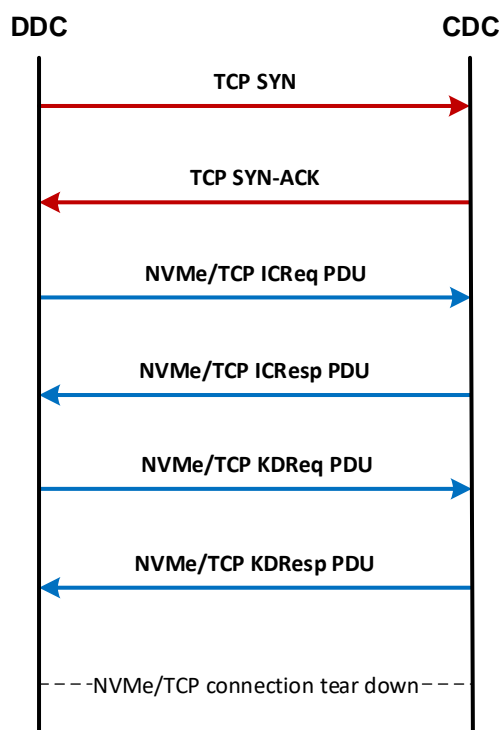 DDC
CDC
TCP SYN
TCP SYN-ACK
NVMe/TCP ICReq PDU
NVMe/TCP ICResp PDU
NVMe/TCP KDReq PDU
NVMe/TCP KDResp PDU
NVMe/TCP connection tear down